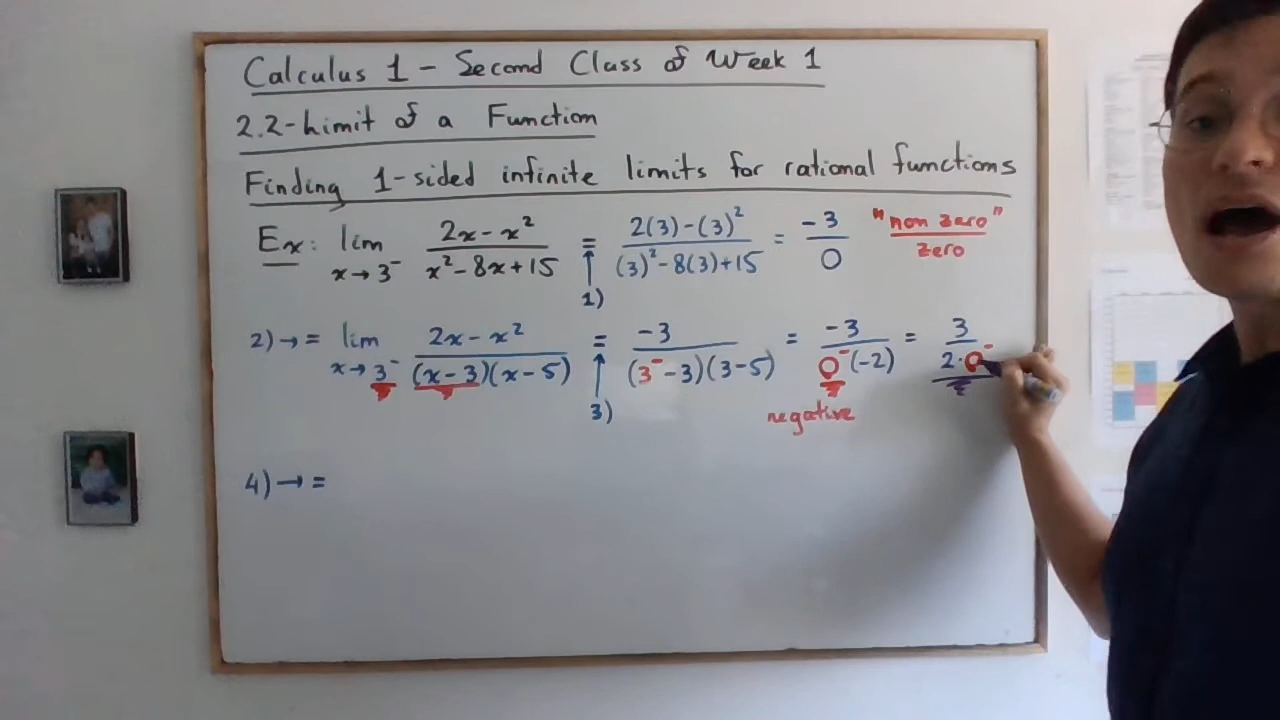 Calculus 1 - Second Class of Week 1
2.2-Limit of a Function
Finding 1-sided infinite limits for rational functions
Ex: lim x→3⁻ (2x-x²)/(x²-8x+15) = (2(3)-(3)²)/((3)²-8(3)+15) = -3/0 "non zero"/zero
1)
2)→ = lim x→3⁻ (2x-x²)/((x-3)(x-5)) = -3/((3⁻-3)(3-5)) = -3/(0⁻(-2)) = 3/(2·0⁻)
3) negative
4)→ =